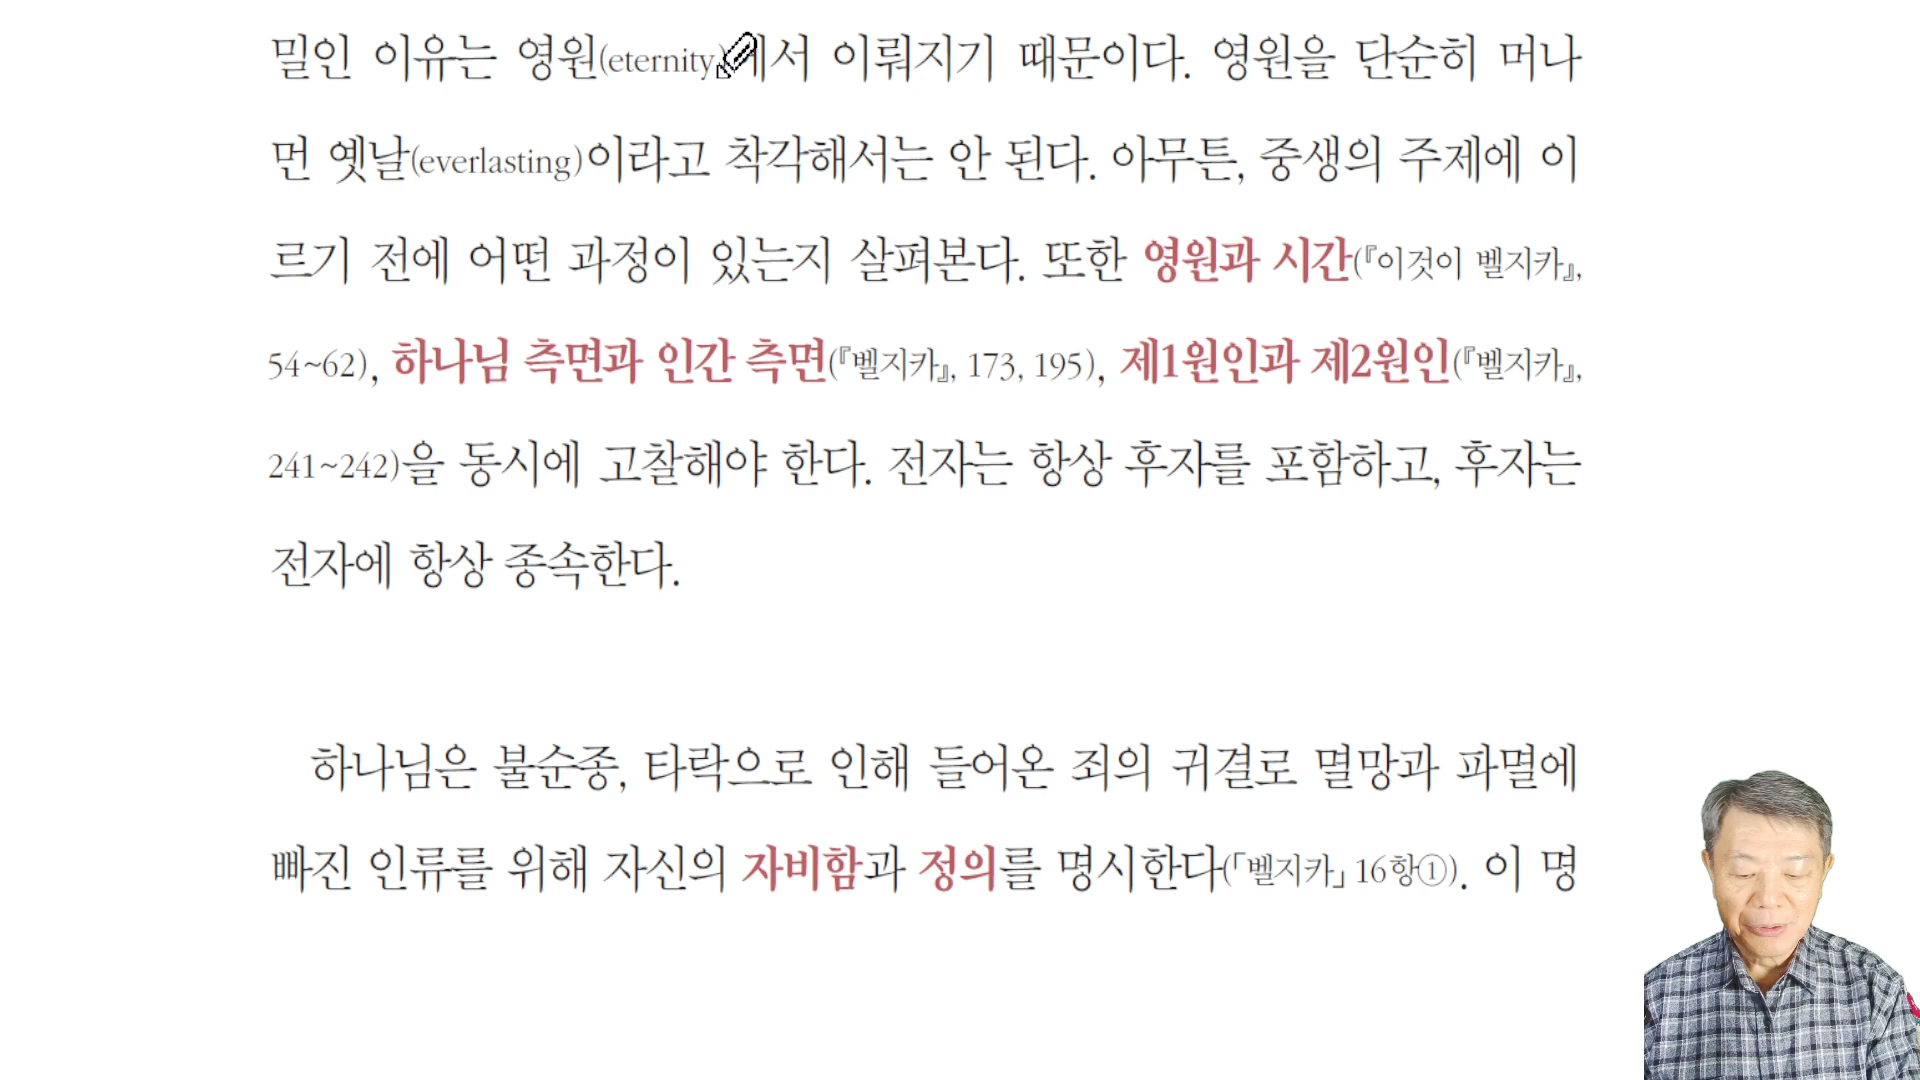 밀인 이유는 영원(eternity)에서 이뤄지기 때문이다. 영원을 단순히 머나
먼 옛날(everlasting)이라고 착각해서는 안 된다. 아무튼, 중생의 주제에 이
르기 전에 어떤 과정이 있는지 살펴본다. 또한 영원과 시간(『이것이 벨지카』,
54~62), 하나님 측면과 인간 측면(『벨지카』, 173, 195), 제1원인과 제2원인(『벨지카』,
241~242)을 동시에 고찰해야 한다. 전자는 항상 후자를 포함하고, 후자는
전자에 항상 종속한다.
하나님은 불순종, 타락으로 인해 들어온 죄의 귀결로 멸망과 파멸에
빠진 인류를 위해 자신의 자비함과 정의를 명시한다(「벨지카」 16항①). 이 명